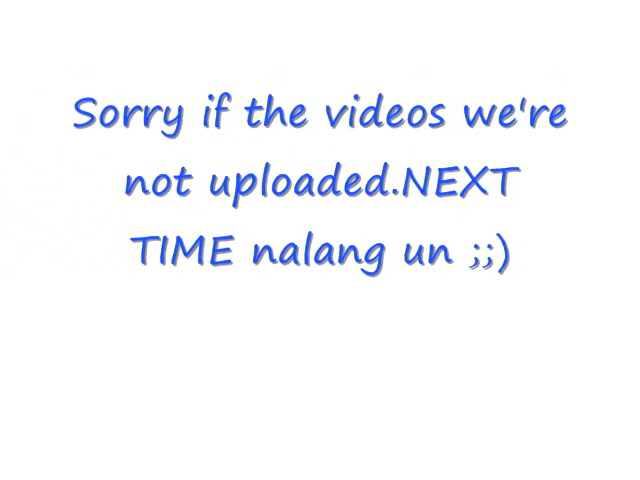 Sorry if the videos we're
not uploaded.NEXT
TIME nalang un ;;)